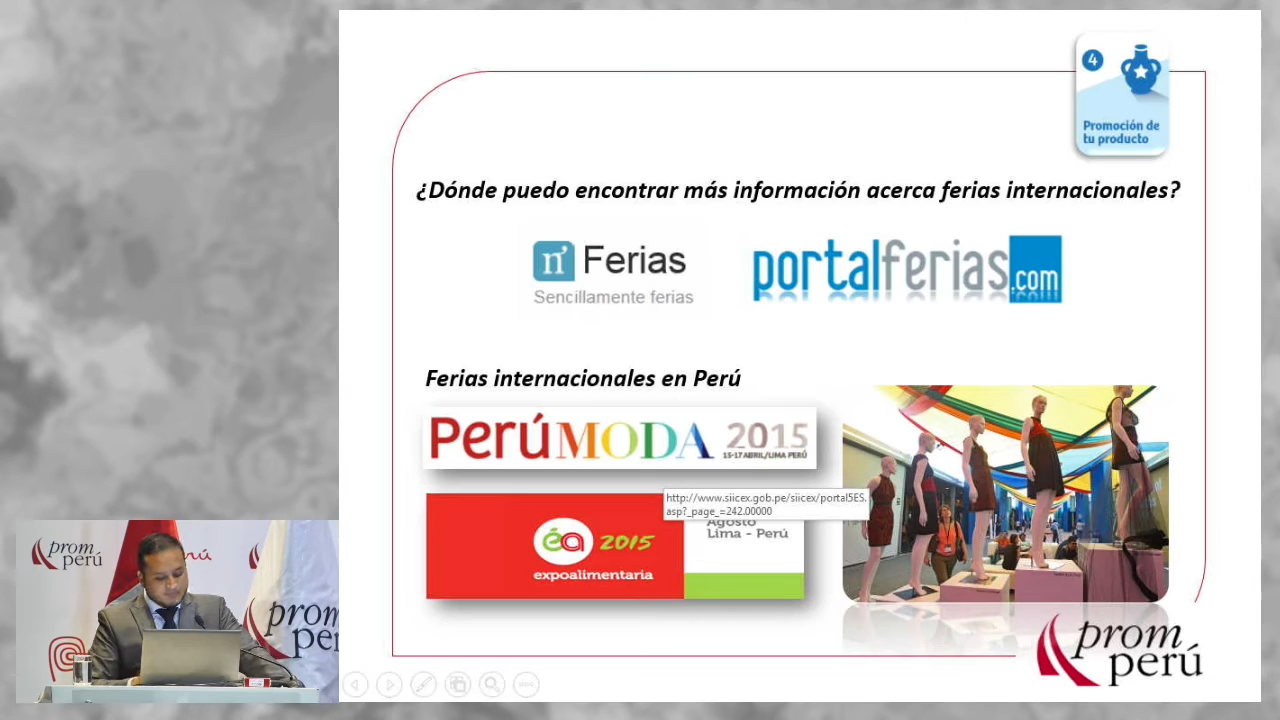 4
Promoción de
tu producto
¿Dónde puedo encontrar más información acerca ferias internacionales?
n' Ferias
Sencillamente ferias
portalferias.com
Ferias internacionales en Perú
PerúMODA 2015
15-17 ABRIL/LIMA PERÚ
http://www.siicex.gob.pe/siicex/portal5ES.
asp?_page_=242.00000
éa 2015
expoalimentaria
Agosto
Lima - Perú
prom
perú
prom
perú
prom